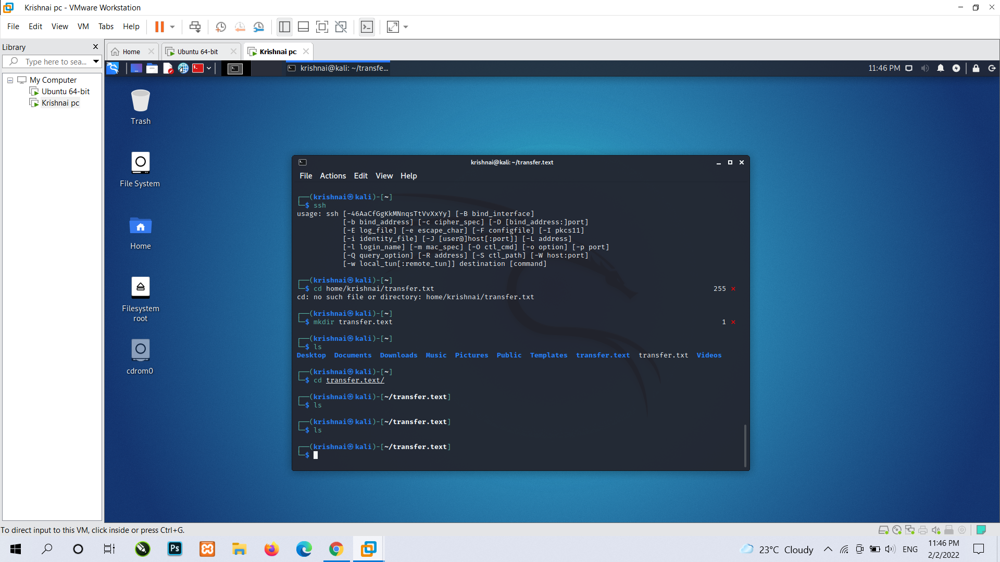 Krishnai pc - VMware Workstation
File Edit View VM Tabs Help
Library
Type here to sea...
My Computer
Ubuntu 64-bit
Krishnai pc
Home
Ubuntu 64-bit
Krishnai pc
krishnai@kali: ~/transfe...
11:46 PM
Trash
File System
Home
Filesystem
root
cdrom0
krishnai@kali: ~/transfer.text
File Actions Edit View Help
┌──(krishnai㉿kali)-[~]
└─$ ssh
usage: ssh [-46AaCfGgKkMNnqsTtVvXxYy] [-B bind_interface]
[-b bind_address] [-c cipher_spec] [-D [bind_address:]port]
[-E log_file] [-e escape_char] [-F configfile] [-I pkcs11]
[-i identity_file] [-J [user@]host[:port]] [-L address]
[-l login_name] [-m mac_spec] [-O ctl_cmd] [-o option] [-p port]
[-Q query_option] [-R address] [-S ctl_path] [-W host:port]
[-w local_tun[:remote_tun]] destination [command]
┌──(krishnai㉿kali)-[~]
└─$ cd home/krishnai/transfer.txt 255 ⨯
cd: no such file or directory: home/krishnai/transfer.txt
┌──(krishnai㉿kali)-[~]
└─$ mkdir transfer.text 1 ⨯
┌──(krishnai㉿kali)-[~]
└─$ ls
Desktop Documents Downloads Music Pictures Public Templates transfer.text transfer.txt Videos
┌──(krishnai㉿kali)-[~]
└─$ cd transfer.text/
┌──(krishnai㉿kali)-[~/transfer.text]
└─$ ls
┌──(krishnai㉿kali)-[~/transfer.text]
└─$ ls
┌──(krishnai㉿kali)-[~/transfer.text]
└─$
To direct input to this VM, click inside or press Ctrl+G.
Ps
23°C Cloudy
ENG
11:46 PM
2/2/2022